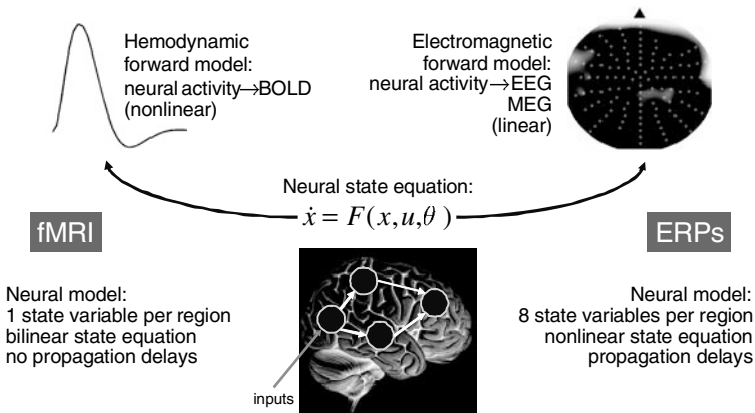 Hemodynamic
forward model:
neural activity→BOLD
(nonlinear)
Electromagnetic
forward model:
neural activity→EEG
MEG
(linear)
Neural state equation:
ẋ = F(x,u,θ)
fMRI
ERPs
Neural model:
1 state variable per region
bilinear state equation
no propagation delays
Neural model:
8 state variables per region
nonlinear state equation
propagation delays
inputs